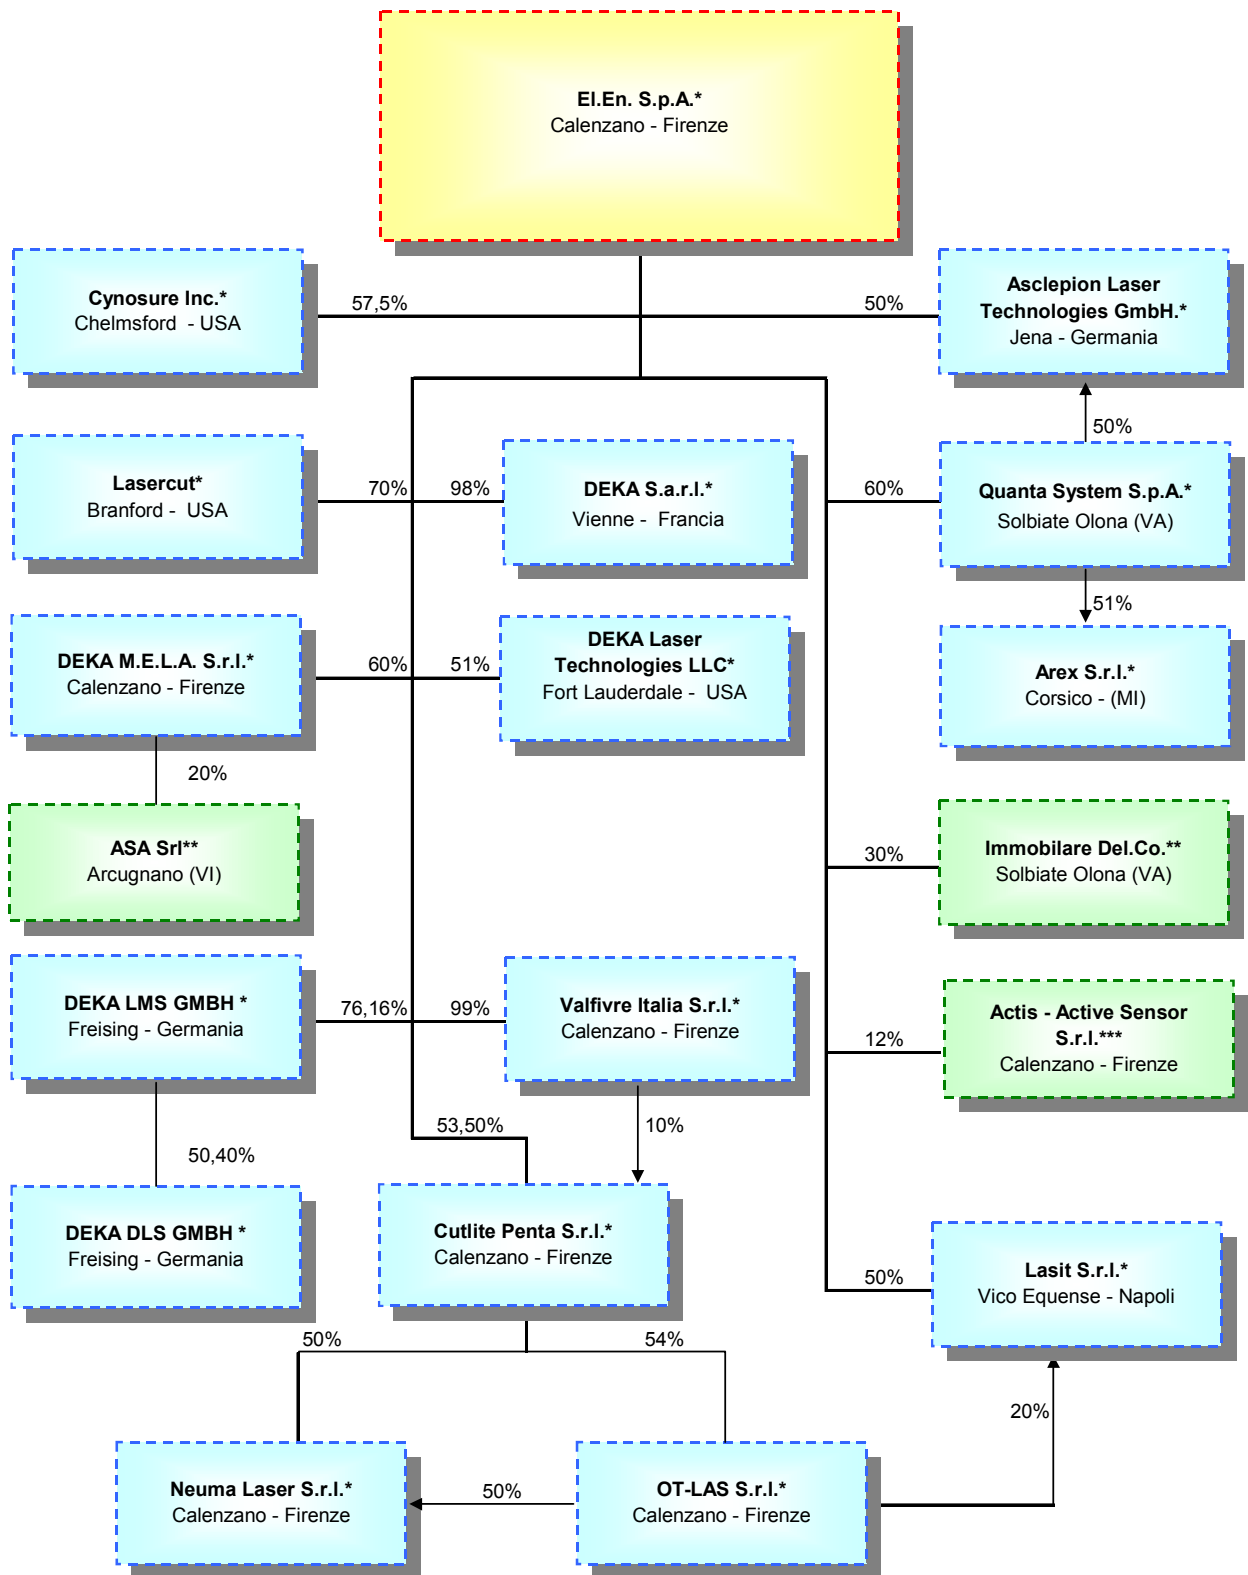 El.En. S.p.A.*
Calenzano - Firenze
Cynosure Inc.*
Chelmsford - USA
57,5%
50%
Asclepion Laser
Technologies GmbH.*
Jena - Germania
50%
Lasercut*
Branford - USA
70%
98%
DEKA S.a.r.l.*
Vienne - Francia
60%
Quanta System S.p.A.*
Solbiate Olona (VA)
51%
DEKA M.E.L.A. S.r.l.*
Calenzano - Firenze
60%
51%
DEKA Laser
Technologies LLC*
Fort Lauderdale - USA
Arex S.r.l.*
Corsico - (MI)
20%
ASA Srl**
Arcugnano (VI)
30%
Immobilare Del.Co.**
Solbiate Olona (VA)
DEKA LMS GMBH *
Freising - Germania
76,16%
99%
Valfivre Italia S.r.l.*
Calenzano - Firenze
12%
Actis - Active Sensor
S.r.l.***
Calenzano - Firenze
53,50%
10%
50,40%
DEKA DLS GMBH *
Freising - Germania
Cutlite Penta S.r.l.*
Calenzano - Firenze
50%
Lasit S.r.l.*
Vico Equense - Napoli
50%
54%
20%
Neuma Laser S.r.l.*
Calenzano - Firenze
50%
OT-LAS S.r.l.*
Calenzano - Firenze